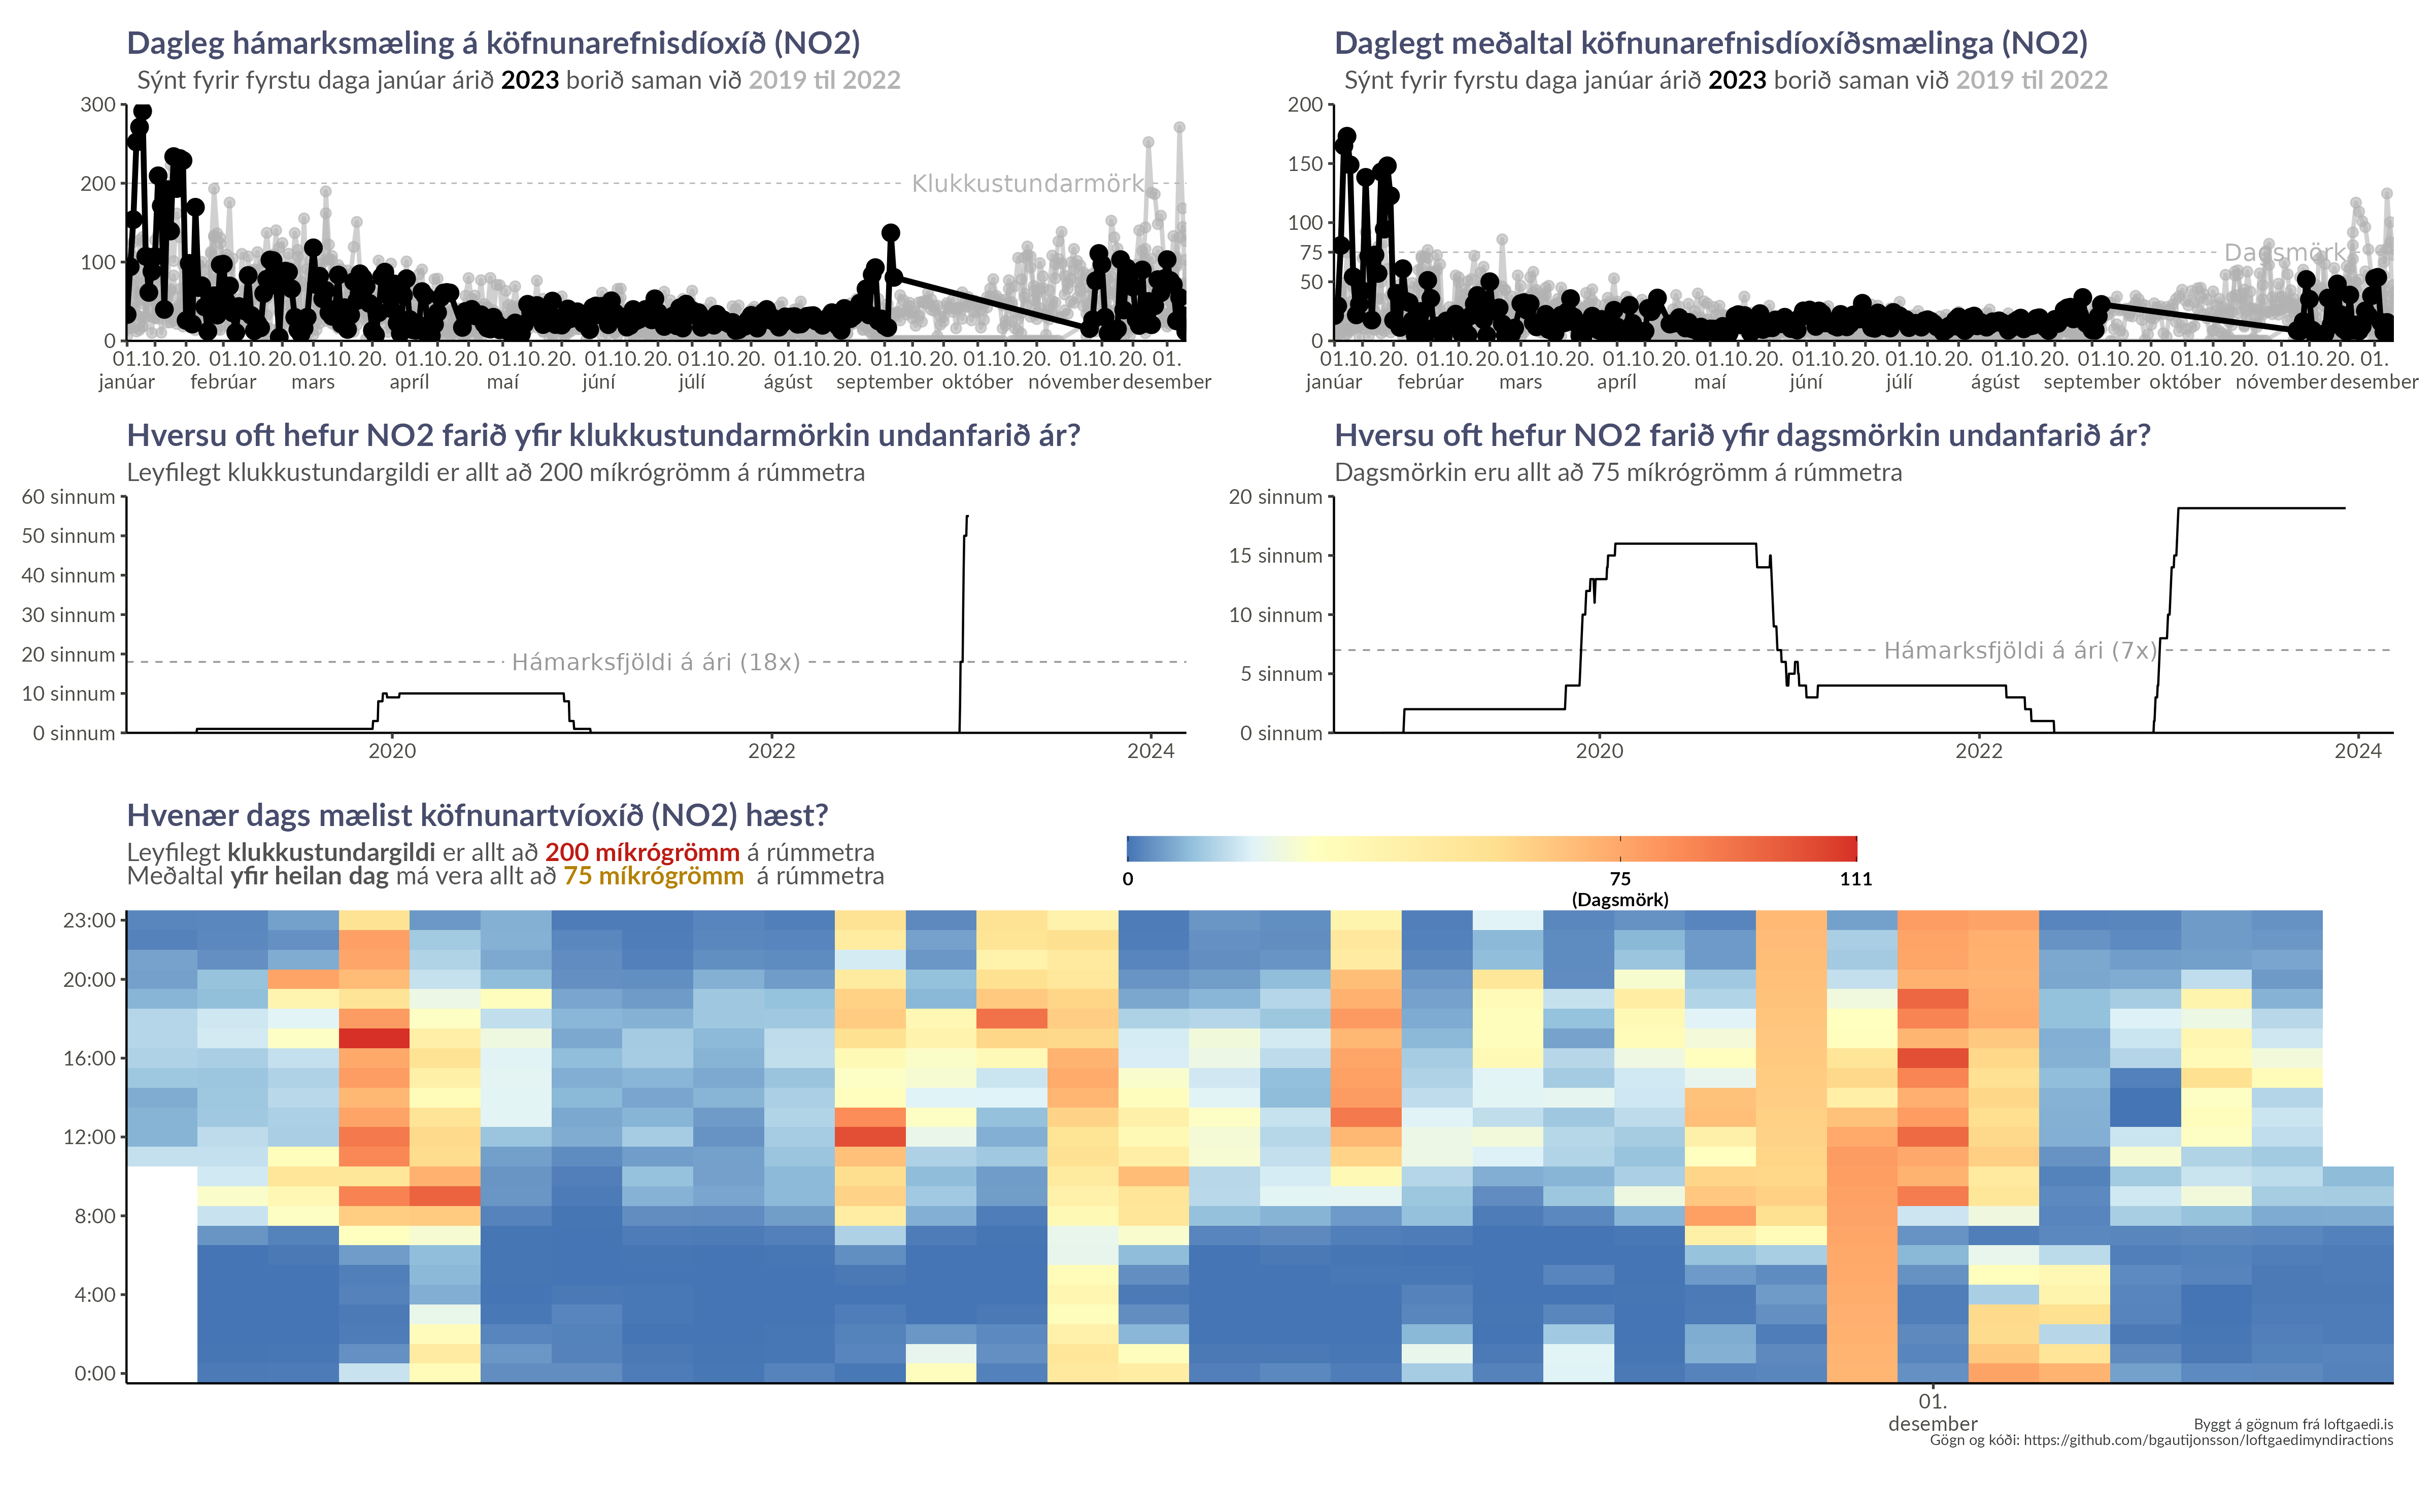 Dagleg hámarksmæling á köfnunarefnisdíoxíð (NO2)
Sýnt fyrir fyrstu daga janúar árið 2023 borið saman við 2019 til 2022
300
200
100
0
Klukkustundarmörk
01.10.20. 01.10.20. 01.10.20. 01.10.20. 01.10.20. 01.10.20. 01.10.20. 01.10.20. 01.10.20. 01.10.20. 01.10.20. 01.
janúar febrúar mars apríl maí júní júlí ágúst september október nóvember desember
Daglegt meðaltal köfnunarefnisdíoxíðsmælinga (NO2)
Sýnt fyrir fyrstu daga janúar árið 2023 borið saman við 2019 til 2022
200
150
100
75
50
0
Dagsmörk
01.10.20. 01.10.20. 01.10.20. 01.10.20. 01.10.20. 01.10.20. 01.10.20. 01.10.20. 01.10.20. 01.10.20. 01.10.20. 01.
janúar febrúar mars apríl maí júní júlí ágúst september október nóvember desember
Hversu oft hefur NO2 farið yfir klukkustundarmörkin undanfarið ár?
Leyfilegt klukkustundargildi er allt að 200 míkrógrömm á rúmmetra
60 sinnum
50 sinnum
40 sinnum
30 sinnum
20 sinnum
10 sinnum
0 sinnum
Hámarksfjöldi á ári (18x)
2020 2022 2024
Hversu oft hefur NO2 farið yfir dagsmörkin undanfarið ár?
Dagsmörkin eru allt að 75 míkrógrömm á rúmmetra
20 sinnum
15 sinnum
10 sinnum
5 sinnum
0 sinnum
Hámarksfjöldi á ári (7x)
2020 2022 2024
Hvenær dags mælist köfnunartvíoxíð (NO2) hæst?
Leyfilegt klukkustundargildi er allt að 200 míkrógrömm á rúmmetra
Meðaltal yfir heilan dag má vera allt að 75 míkrógrömm á rúmmetra
0 75 111
(Dagsmörk)
23:00
20:00
16:00
12:00
8:00
4:00
0:00
01.
desember
Byggt á gögnum frá loftgaedi.is
Gögn og kóði: https://github.com/bgautijonsson/loftgaedimyndiractions